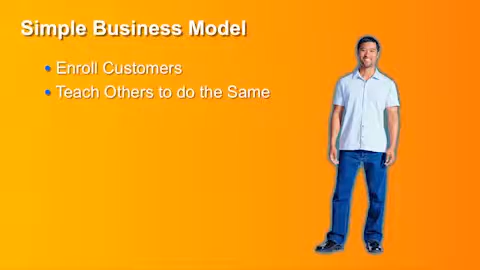 Simple Business Model
Enroll Customers
Teach Others to do the Same